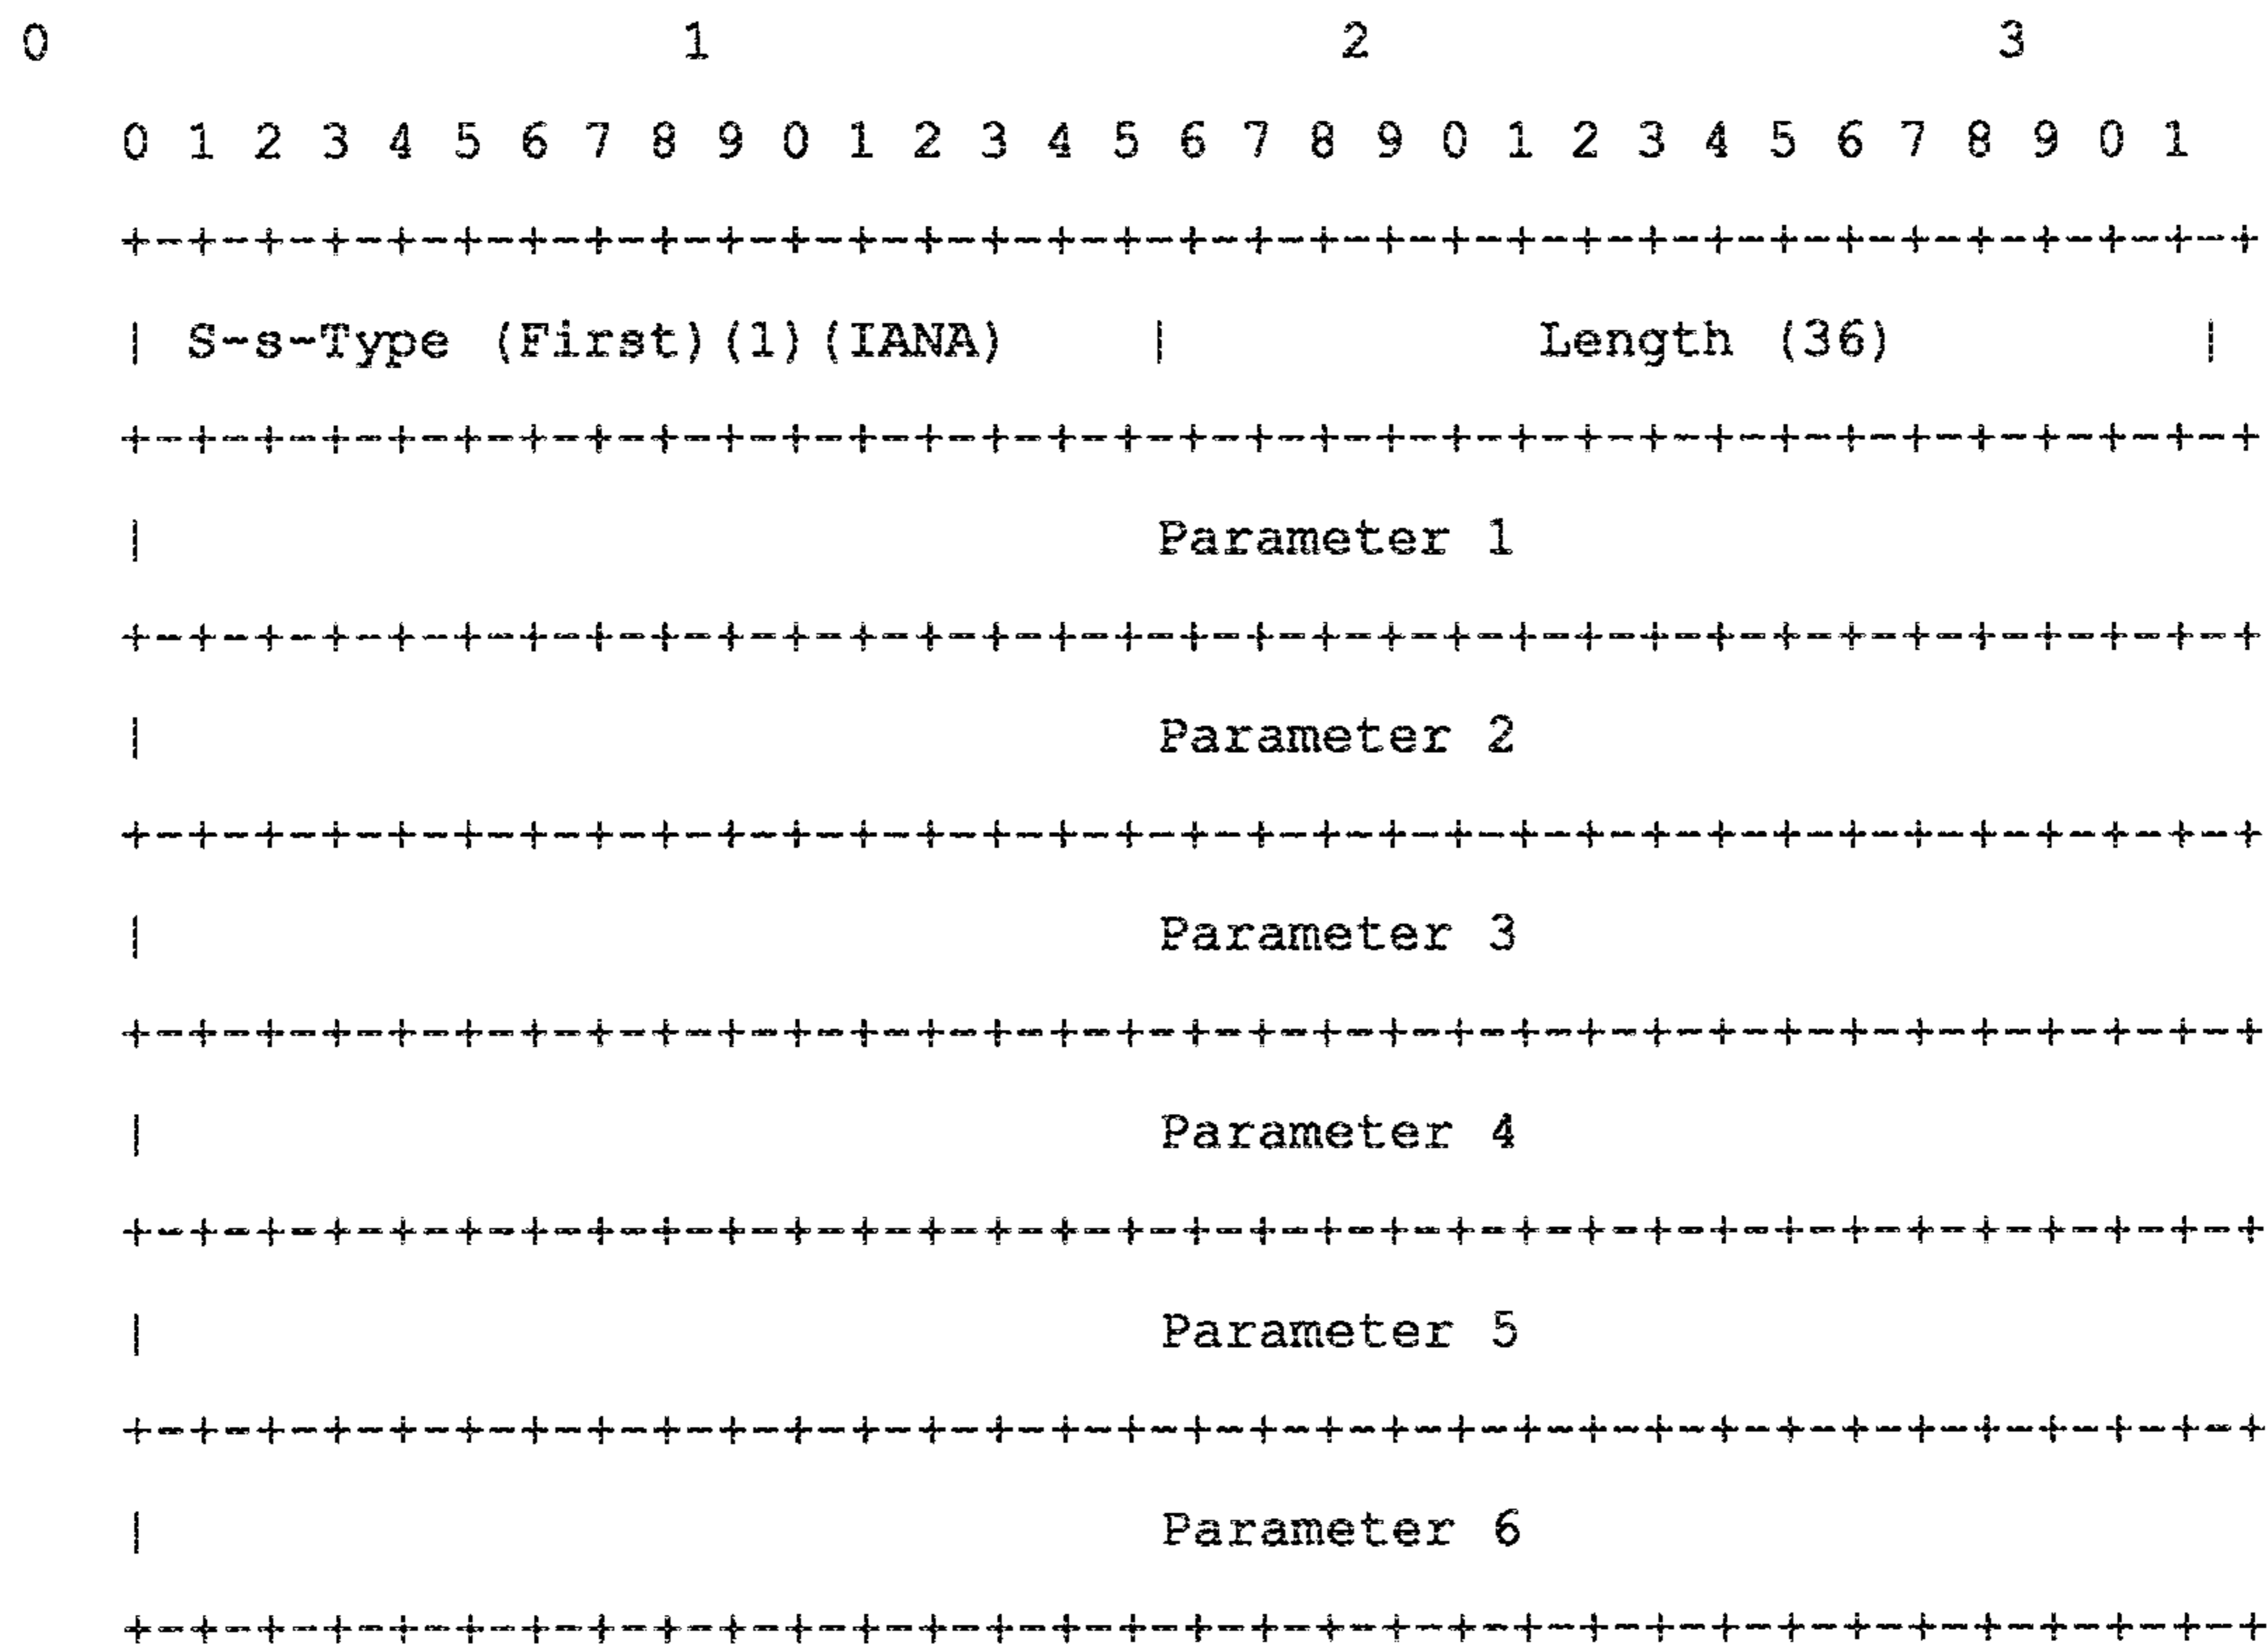 0 1 2 3
0 1 2 3 4 5 6 7 8 9 0 1 2 3 4 5 6 7 8 9 0 1 2 3 4 5 6 7 8 9 0 1
+-+-+-+-+-+-+-+-+-+-+-+-+-+-+-+-+-+-+-+-+-+-+-+-+-+-+-+-+-+-+-+-+
| S-s-Type (First)(1)(IANA) | Length (36) |
+-+-+-+-+-+-+-+-+-+-+-+-+-+-+-+-+-+-+-+-+-+-+-+-+-+-+-+-+-+-+-+-+
| Parameter 1
+-+-+-+-+-+-+-+-+-+-+-+-+-+-+-+-+-+-+-+-+-+-+-+-+-+-+-+-+-+-+-+-+
| Parameter 2
+-+-+-+-+-+-+-+-+-+-+-+-+-+-+-+-+-+-+-+-+-+-+-+-+-+-+-+-+-+-+-+-+
| Parameter 3
+-+-+-+-+-+-+-+-+-+-+-+-+-+-+-+-+-+-+-+-+-+-+-+-+-+-+-+-+-+-+-+-+
| Parameter 4
+-+-+-+-+-+-+-+-+-+-+-+-+-+-+-+-+-+-+-+-+-+-+-+-+-+-+-+-+-+-+-+-+
| Parameter 5
+-+-+-+-+-+-+-+-+-+-+-+-+-+-+-+-+-+-+-+-+-+-+-+-+-+-+-+-+-+-+-+-+
| Parameter 6
+-+-+-+-+-+-+-+-+-+-+-+-+-+-+-+-+-+-+-+-+-+-+-+-+-+-+-+-+-+-+-+-+